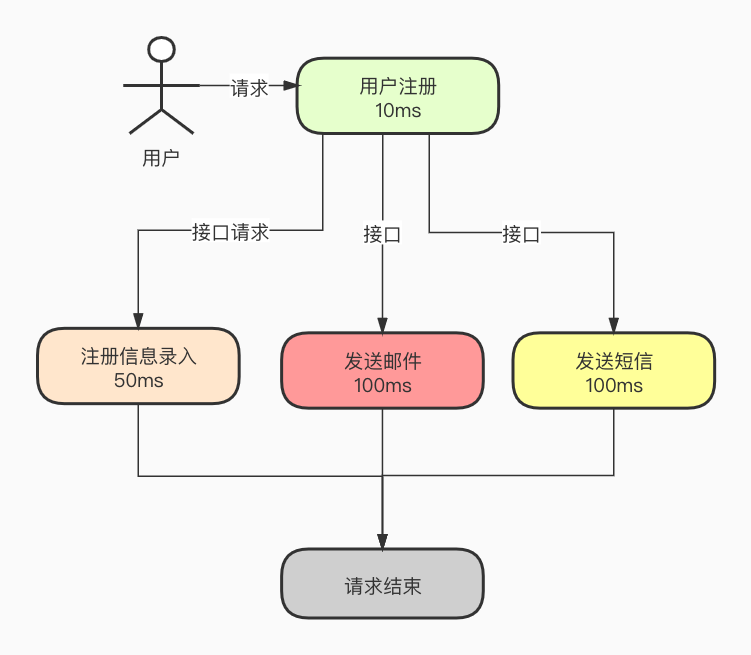 请求
用户注册
10ms
用户
接口请求
接口
接口
注册信息录入
50ms
发送邮件
100ms
发送短信
100ms
请求结束